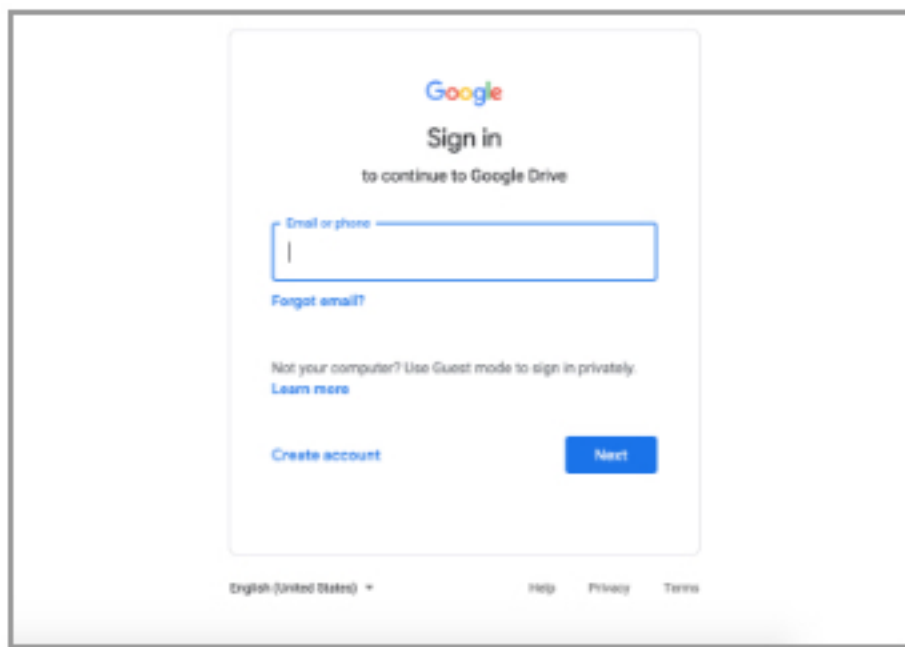 Google
Sign in
to continue to Google Drive
Email or phone
Forgot email?
Not your computer? Use Guest mode to sign in privately.
Learn more
Create account
Next
English (United States)
Help
Privacy
Terms